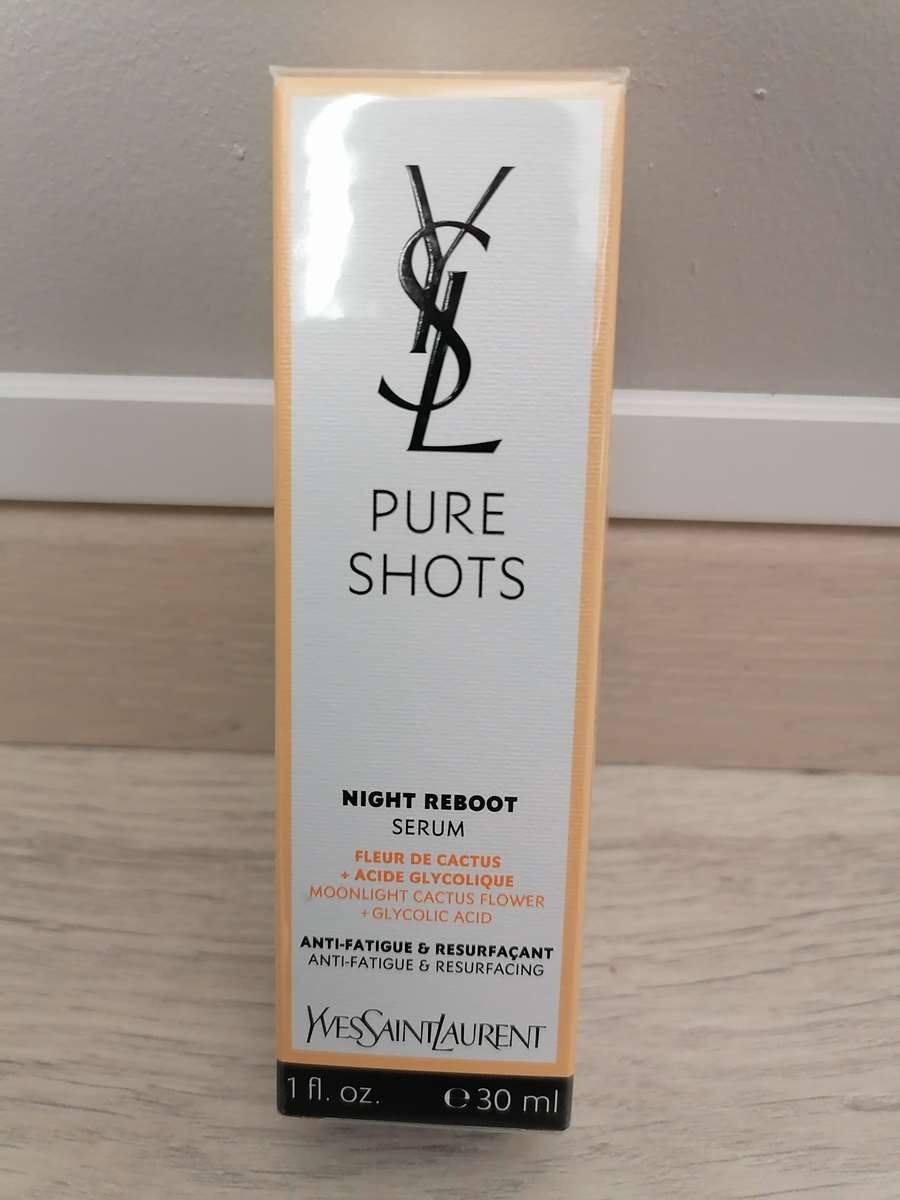 YSL
PURE
SHOTS
NIGHT REBOOT
SERUM
FLEUR DE CACTUS
+ ACIDE GLYCOLIQUE
MOONLIGHT CACTUS FLOWER
+ GLYCOLIC ACID
ANTI-FATIGUE & RESURFAÇANT
ANTI-FATIGUE & RESURFACING
YVESSAINTLAURENT
1 fl. oz. ℮ 30 ml